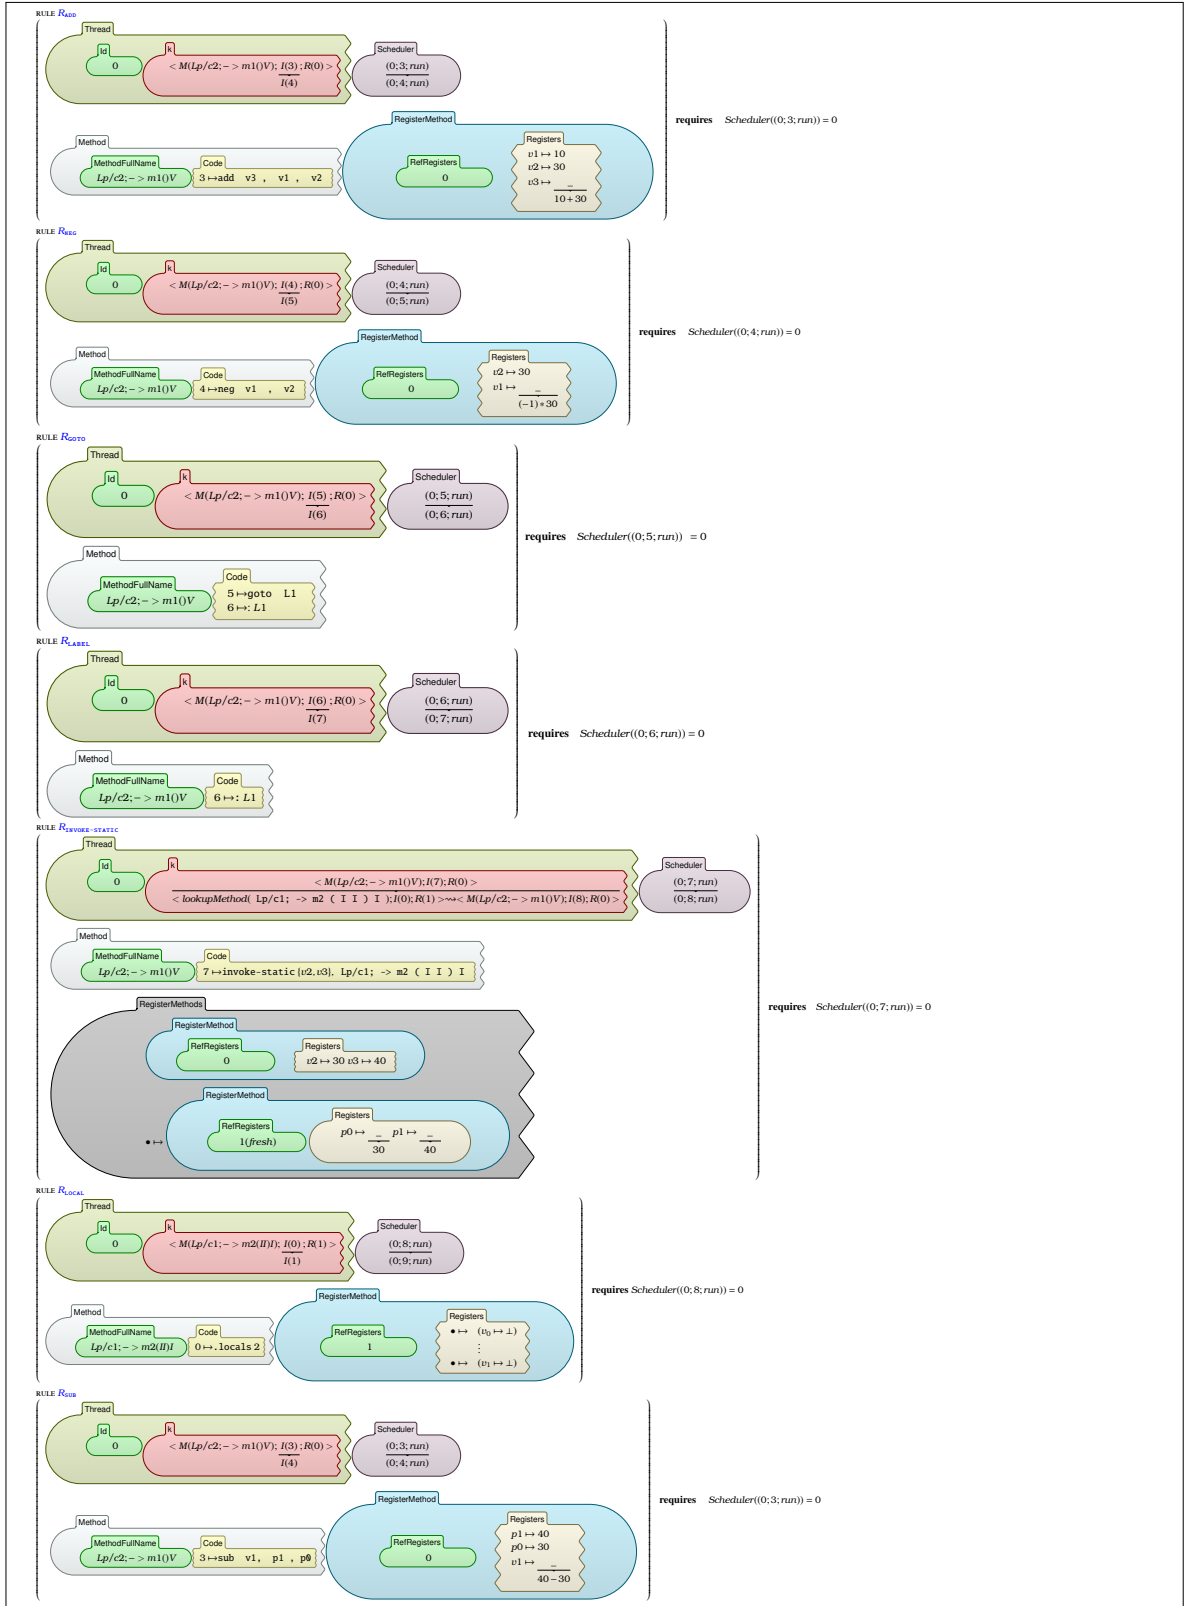 RULE R_ADD
Thread
Id
0
k
< M(Lp/c2;−> m1()V); I(3) ;R(0) >
I(4)
Scheduler
(0;3;run)
(0;4;run)
requires Scheduler((0;3;run)) = 0
Method
MethodFullName
Lp/c2;−> m1()V
Code
3 ↦add v3 , v1 , v2
RegisterMethod
RefRegisters
0
Registers
v1 ↦ 10
v2 ↦ 30
v3 ↦ _
10+30
RULE R_NEG
Thread
Id
0
k
< M(Lp/c2;−> m1()V); I(4) ;R(0) >
I(5)
Scheduler
(0;4;run)
(0;5;run)
requires Scheduler((0;4;run)) = 0
Method
MethodFullName
Lp/c2;−> m1()V
Code
4 ↦neg v1 , v2
RegisterMethod
RefRegisters
0
Registers
v2 ↦ 30
v1 ↦ _
(−1)∗30
RULE R_GOTO
Thread
Id
0
k
< M(Lp/c2;−> m1()V); I(5) ;R(0) >
I(6)
Scheduler
(0;5;run)
(0;6;run)
requires Scheduler((0;5;run)) = 0
Method
MethodFullName
Lp/c2;−> m1()V
Code
5 ↦goto L1
6 ↦: L1
RULE R_LABEL
Thread
Id
0
k
< M(Lp/c2;−> m1()V); I(6) ;R(0) >
I(7)
Scheduler
(0;6;run)
(0;7;run)
requires Scheduler((0;6;run)) = 0
Method
MethodFullName
Lp/c2;−> m1()V
Code
6 ↦: L1
RULE R_INVOKE-STATIC
Thread
Id
0
k
< M(Lp/c2;−> m1()V);I(7);R(0) >
< lookupMethod( Lp/c1; -> m2 ( I I ) I );I(0);R(1) >⇝< M(Lp/c2;−> m1()V);I(8);R(0) >
Scheduler
(0;7;run)
(0;8;run)
requires Scheduler((0;7;run)) = 0
Method
MethodFullName
Lp/c2;−> m1()V
Code
7 ↦invoke-static {v2,v3}, Lp/c1; -> m2 ( I I ) I
RegisterMethods
RegisterMethod
RefRegisters
0
Registers
v2 ↦ 30 v3 ↦ 40
RegisterMethod
• ↦
RefRegisters
1(fresh)
Registers
p0 ↦ _ p1 ↦ _
30 40
RULE R_LOCAL
Thread
Id
0
k
< M(Lp/c1;−> m2(II)I); I(0) ;R(1) >
I(1)
Scheduler
(0;8;run)
(0;9;run)
requires Scheduler((0;8;run)) = 0
Method
MethodFullName
Lp/c1;−> m2(II)I
Code
0 ↦.locals 2
RegisterMethod
RefRegisters
1
Registers
• ↦ (v₀ ↦ ⊥)
⋮
• ↦ (v₁ ↦ ⊥)
RULE R_SUB
Thread
Id
0
k
< M(Lp/c2;−> m1()V); I(3) ;R(0) >
I(4)
Scheduler
(0;3;run)
(0;4;run)
requires Scheduler((0;3;run)) = 0
Method
MethodFullName
Lp/c2;−> m1()V
Code
3 ↦sub v1, p1 , p0
RegisterMethod
RefRegisters
0
Registers
p1 ↦ 40
p0 ↦ 30
v1 ↦ _
40−30